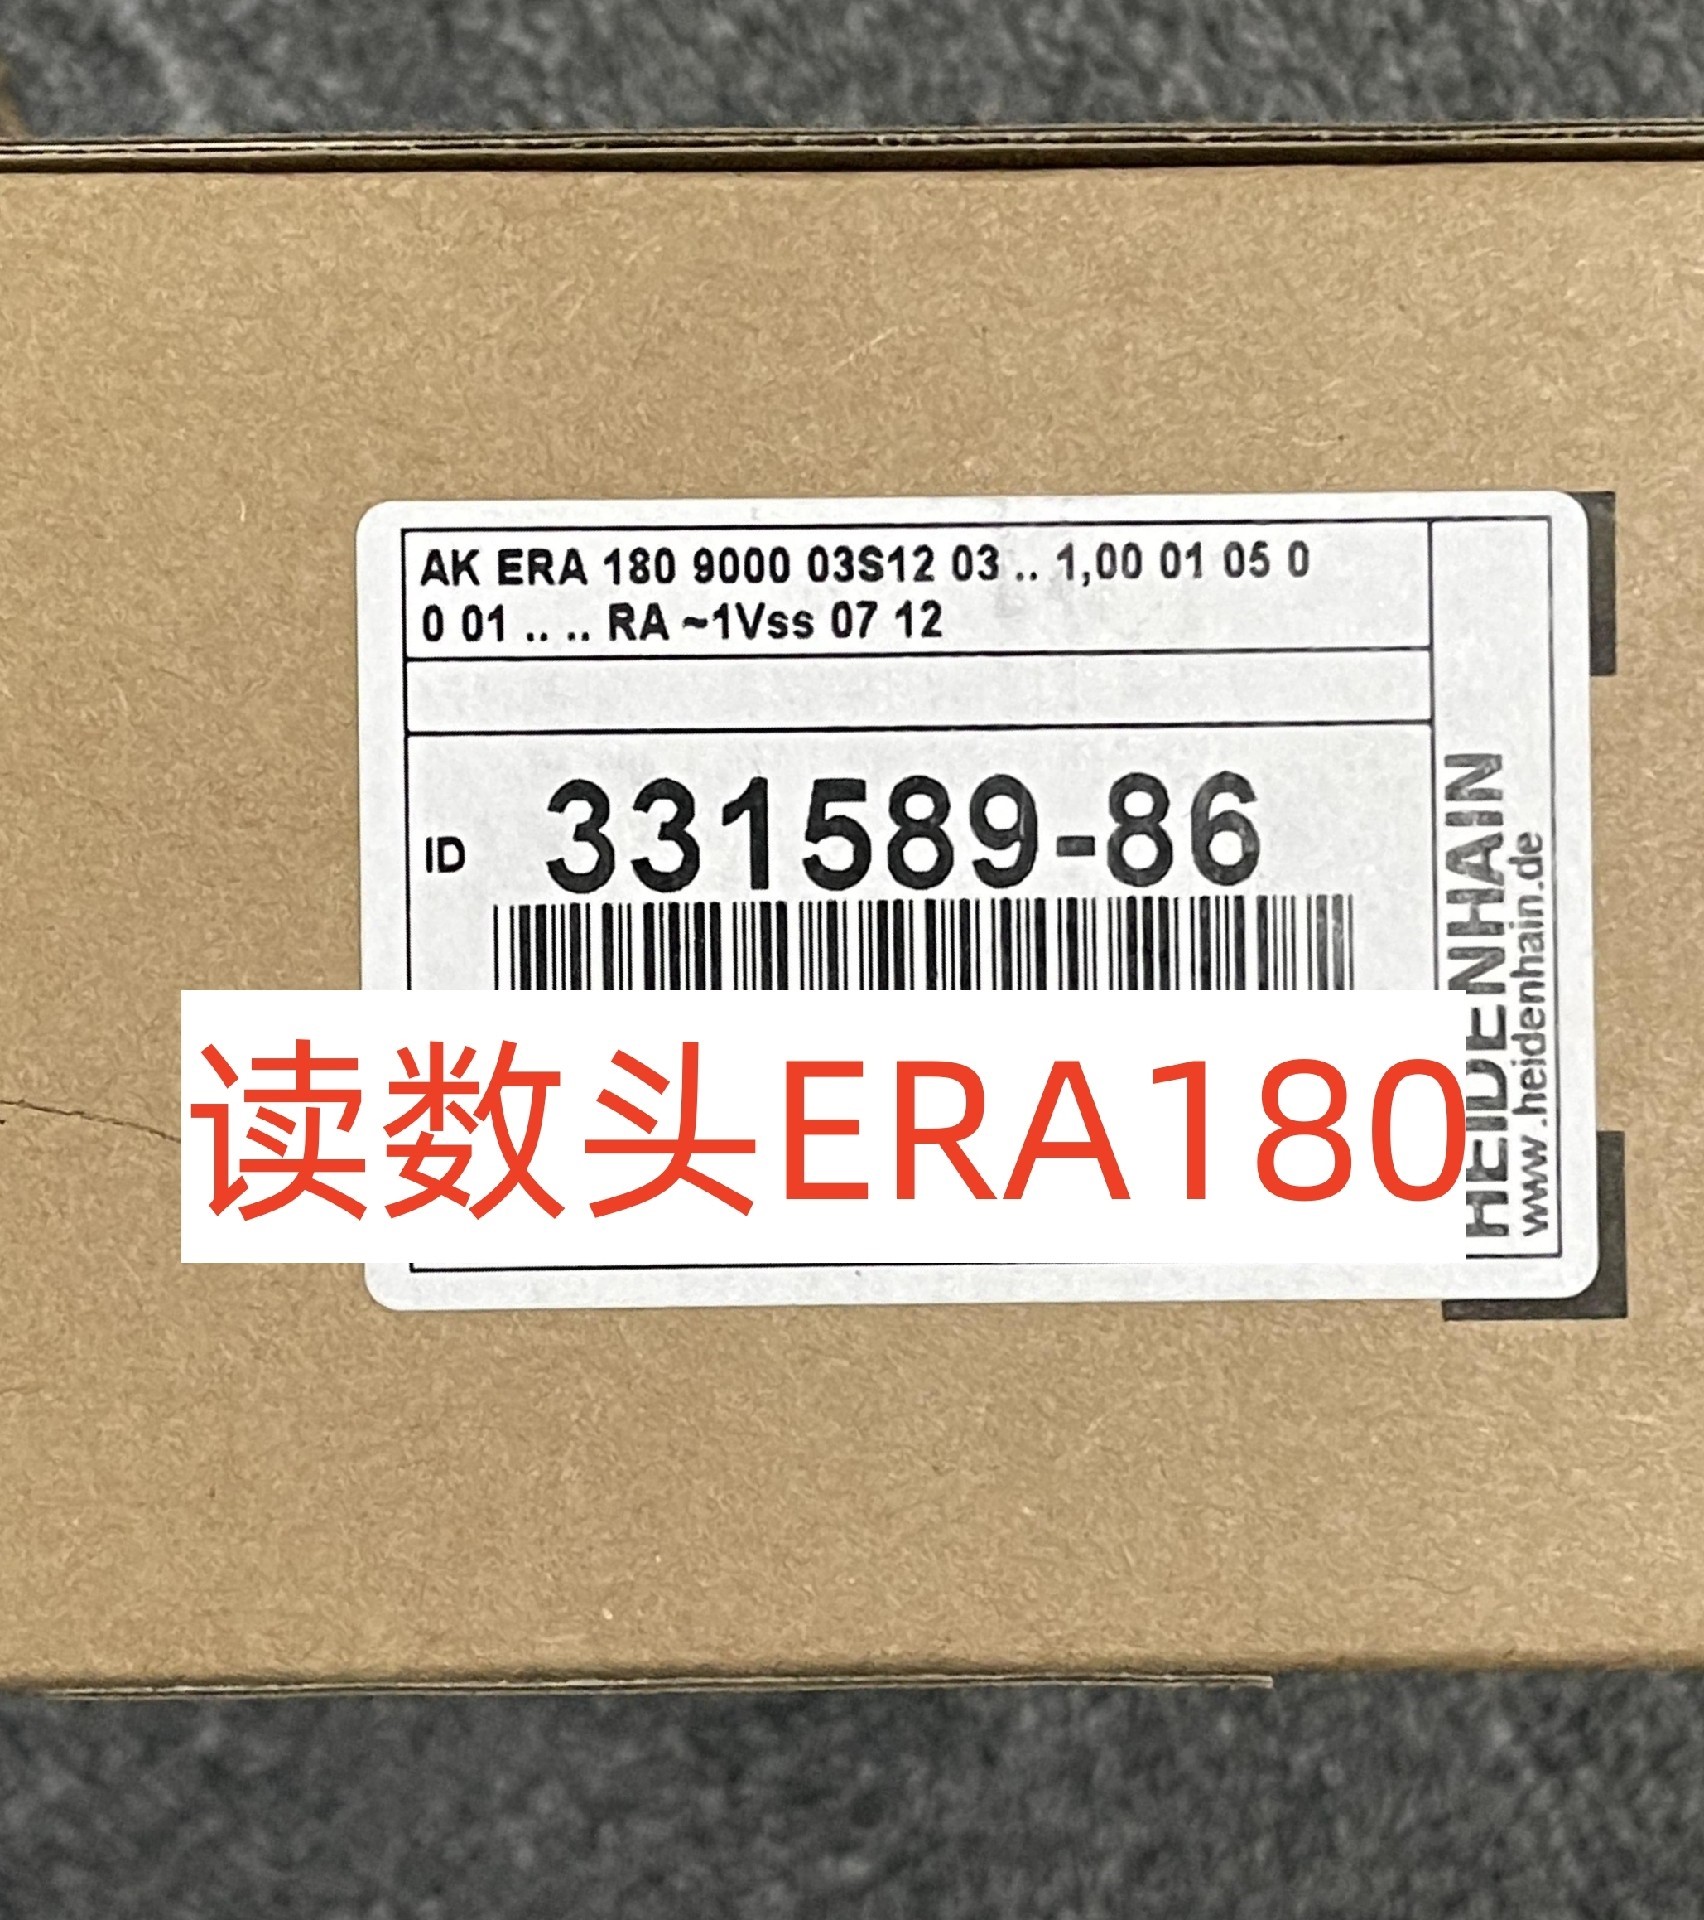 AK ERA 180 9000 03S12 03 .. 1,00 01 05 0
0 01 .. .. RA ~1Vss 07 12
ID 331589-86
HEIDENHAIN
www.heidenhain.de
读数头ERA180